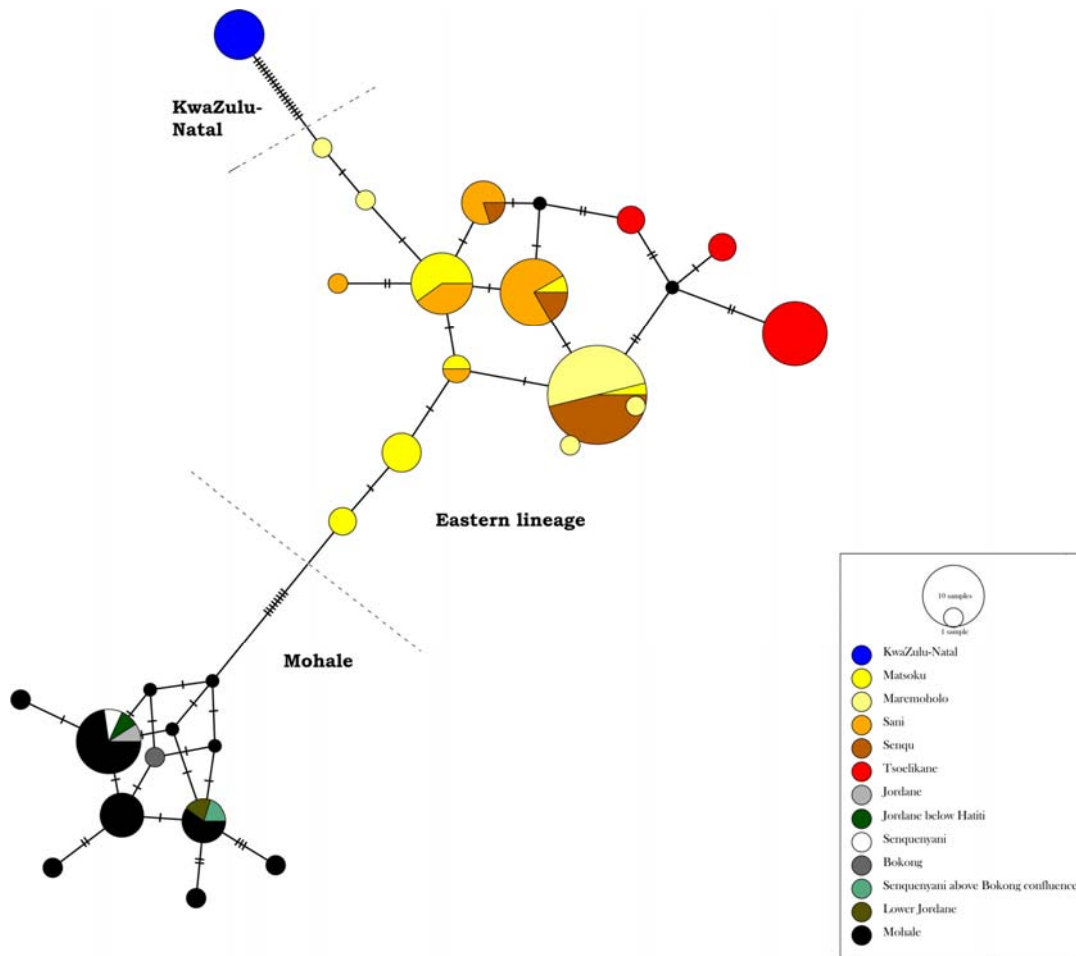 KwaZulu-
Natal
Eastern lineage
Mohale
10 samples
1 sample
KwaZulu-Natal
Matsoku
Maremoholo
Sani
Senqu
Tsoelikane
Jordane
Jordane below Hatiti
Senquenyani
Bokong
Senquenyani above Bokong confluence
Lower Jordane
Mohale